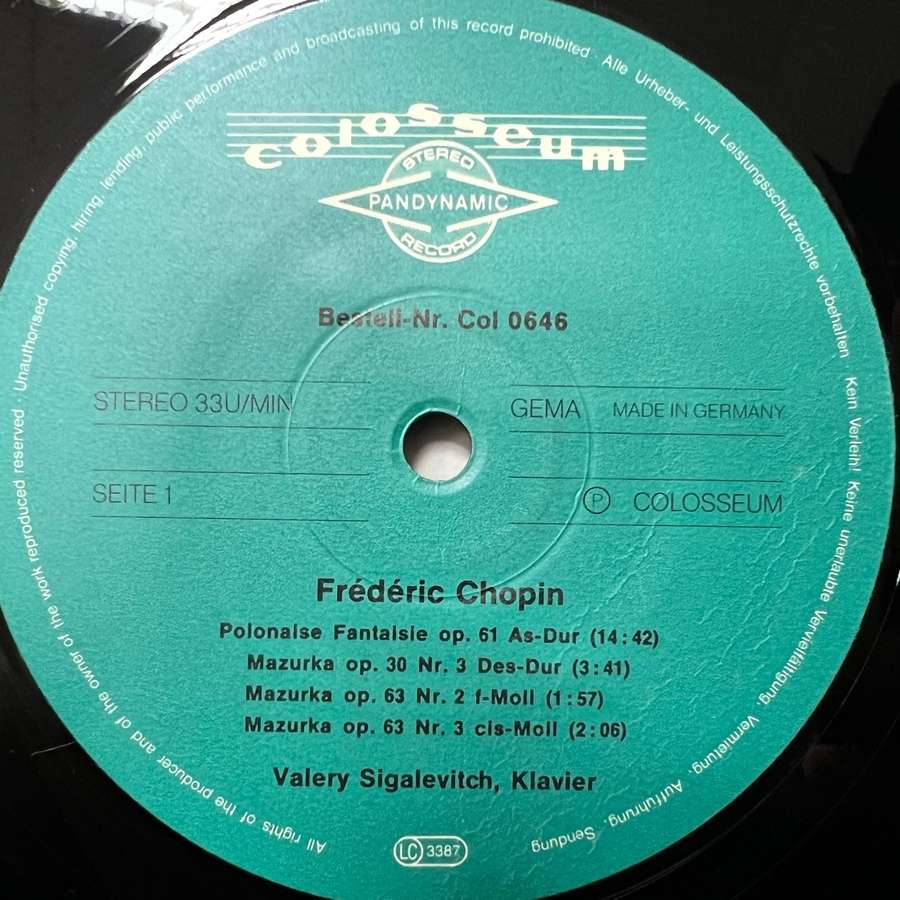 colosseum
STEREO
PANDYNAMIC
RECORD
Bestell-Nr. Col 0646
STEREO 33U/MIN
GEMA MADE IN GERMANY
SEITE 1
Ⓟ COLOSSEUM
Frédéric Chopin
Polonaise Fantaisie op. 61 As-Dur (14:42)
Mazurka op. 30 Nr. 3 Des-Dur (3:41)
Mazurka op. 63 Nr. 2 f-Moll (1:57)
Mazurka op. 63 Nr. 3 cis-Moll (2:06)
Valery Sigalevitch, Klavier
LC 3387
All rights of the producer and of the owner of the work reproduced reserved · Unauthorised copying, hiring, lending, public performance and broadcasting of this record prohibited · Alle Urheber- und Leistungsschutzrechte vorbehalten Kein Verleih! Keine unerlaubte Vervielfältigung, Vermietung, Aufführung, Sendung